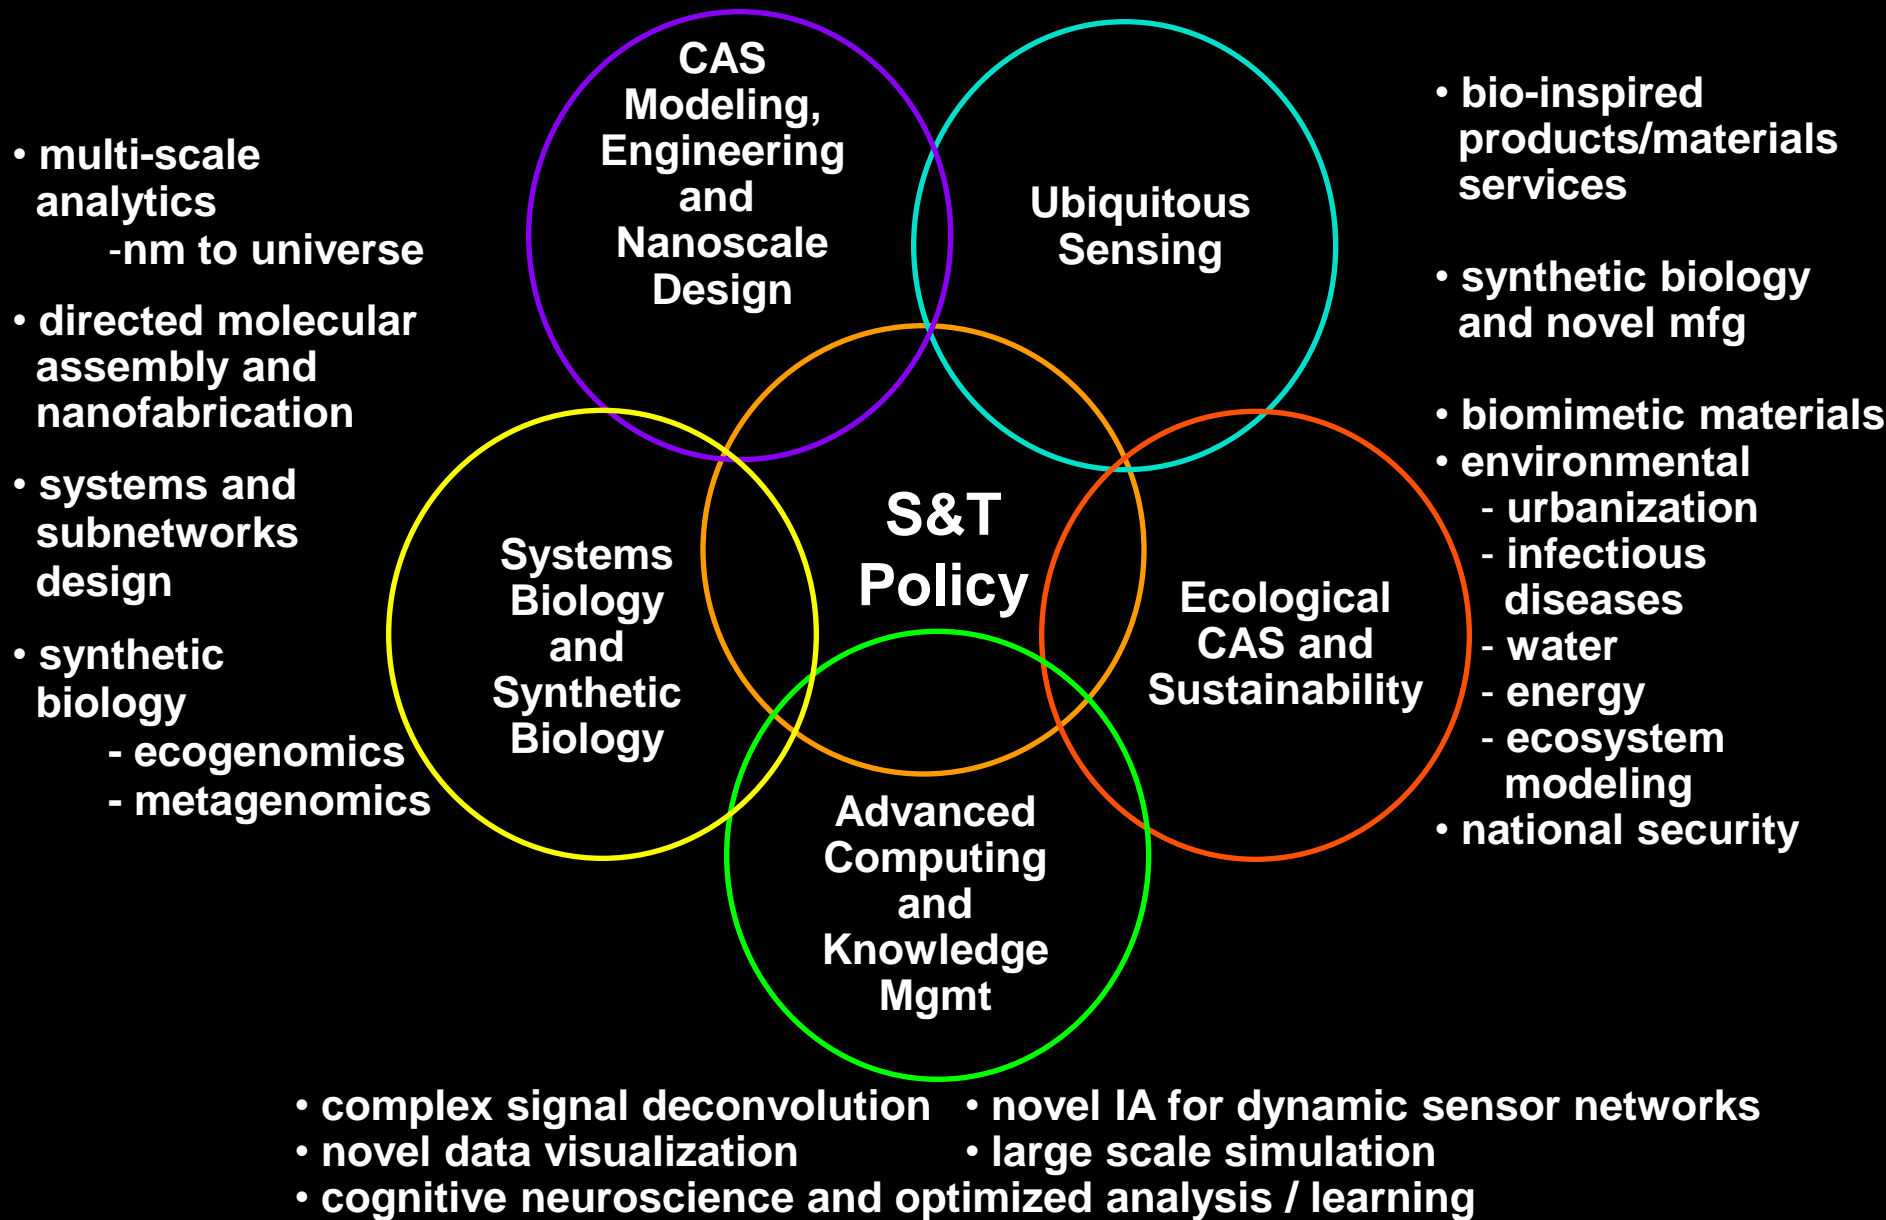 CAS
Modeling,
Engineering
and
Nanoscale
Design
Ubiquitous
Sensing
• multi-scale
analytics
-nm to universe
• directed molecular
assembly and
nanofabrication
• systems and
subnetworks
design
• synthetic
biology
- ecogenomics
- metagenomics
• bio-inspired
products/materials
services
• synthetic biology
and novel mfg
• biomimetic materials
• environmental
- urbanization
- infectious
diseases
- water
- energy
- ecosystem
modeling
• national security
S&T
Policy
Systems
Biology
and
Synthetic
Biology
Ecological
CAS and
Sustainability
Advanced
Computing
and
Knowledge
Mgmt
• complex signal deconvolution
• novel data visualization
• cognitive neuroscience and optimized analysis / learning
• novel IA for dynamic sensor networks
• large scale simulation